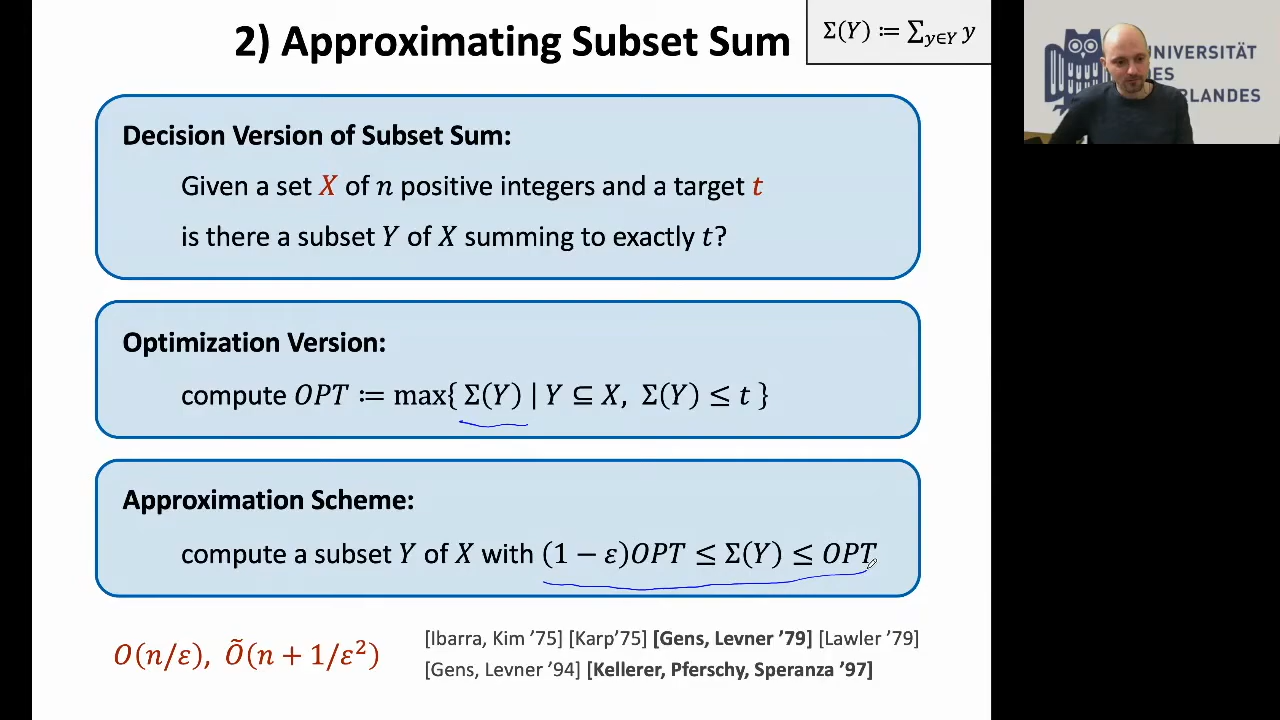 2) Approximating Subset Sum
Σ(Y) ≔ ∑_{y∈Y} y
UNIVERSITÄT
DES
ARLANDES
Decision Version of Subset Sum:
Given a set X of n positive integers and a target t
is there a subset Y of X summing to exactly t?
Optimization Version:
compute OPT ≔ max{ Σ(Y) | Y ⊆ X, Σ(Y) ≤ t }
Approximation Scheme:
compute a subset Y of X with (1 − ε)OPT ≤ Σ(Y) ≤ OPT
O(n/ε), Õ(n + 1/ε²)
[Ibarra, Kim ’75] [Karp’75] [Gens, Levner ’79] [Lawler ’79]
[Gens, Levner ’94] [Kellerer, Pferschy, Speranza ’97]